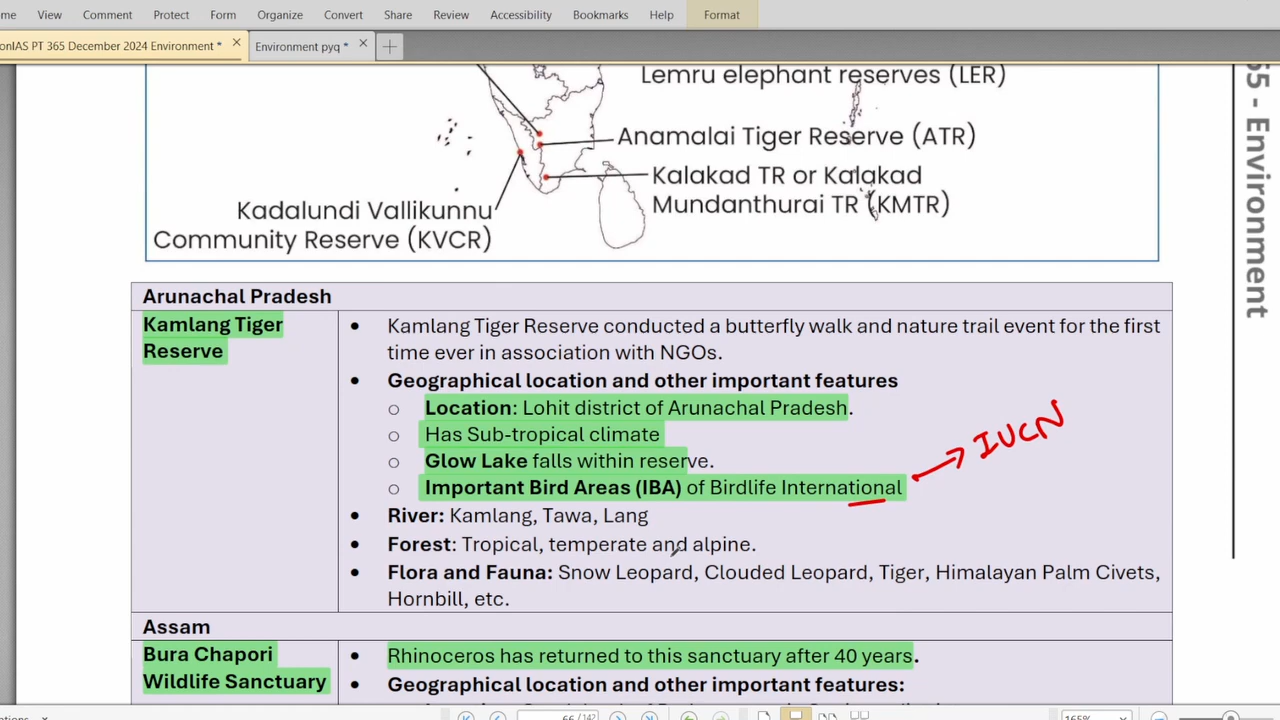 me View Comment Protect Form Organize Convert Share Review Accessibility Bookmarks Help Format
onIAS PT 365 December 2024 Environment * × Environment pyq * ×
Lemru elephant reserves (LER)
Anamalai Tiger Reserve (ATR)
Kalakad TR or Kalakad
Mundanthurai TR (KMTR)
Kadalundi Vallikunnu
Community Reserve (KVCR)
65 - Environment
Arunachal Pradesh
Kamlang Tiger
Reserve
• Kamlang Tiger Reserve conducted a butterfly walk and nature trail event for the first
time ever in association with NGOs.
• Geographical location and other important features
o Location: Lohit district of Arunachal Pradesh.
o Has Sub-tropical climate
o Glow Lake falls within reserve.
o Important Bird Areas (IBA) of Birdlife International
IUCN
• River: Kamlang, Tawa, Lang
• Forest: Tropical, temperate and alpine.
• Flora and Fauna: Snow Leopard, Clouded Leopard, Tiger, Himalayan Palm Civets,
Hornbill, etc.
Assam
Bura Chapori
Wildlife Sanctuary
• Rhinoceros has returned to this sanctuary after 40 years.
• Geographical location and other important features:
66 / 142
165%